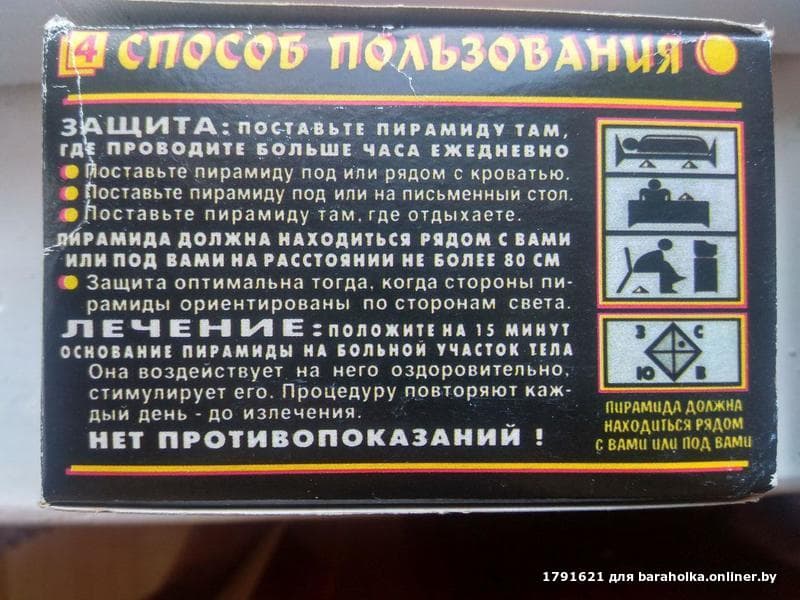 4 СПОСОБ ПОЛЬЗОВАНИЯ
ЗАЩИТА: ПОСТАВЬТЕ ПИРАМИДУ ТАМ,
ГДЕ ПРОВОДИТЕ БОЛЬШЕ ЧАСА ЕЖЕДНЕВНО
Поставьте пирамиду под или рядом с кроватью.
Поставьте пирамиду под или на письменный стол.
Поставьте пирамиду там, где отдыхаете.
ПИРАМИДА ДОЛЖНА НАХОДИТЬСЯ РЯДОМ С ВАМИ
ИЛИ ПОД ВАМИ НА РАССТОЯНИИ НЕ БОЛЕЕ 80 СМ
Защита оптимальна тогда, когда стороны пи-
рамиды ориентированы по сторонам света.
ЛЕЧЕНИЕ: ПОЛОЖИТЕ НА 15 МИНУТ
ОСНОВАНИЕ ПИРАМИДЫ НА БОЛЬНОЙ УЧАСТОК ТЕЛА
Она воздействует на него оздоровительно,
стимулирует его. Процедуру повторяют каж-
дый день - до излечения.
НЕТ ПРОТИВОПОКАЗАНИЙ !
З С
Ю В
ПИРАМИДА ДОЛЖНА
НАХОДИТЬСЯ РЯДОМ
С ВАМИ ИЛИ ПОД ВАМИ
1791621 для baraholka.onliner.by